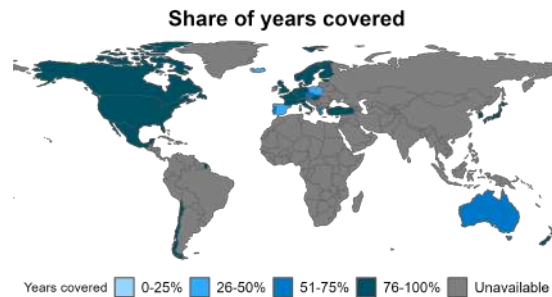 Share of years covered
Years covered 0-25% 26-50% 51-75% 76-100% Unavailable